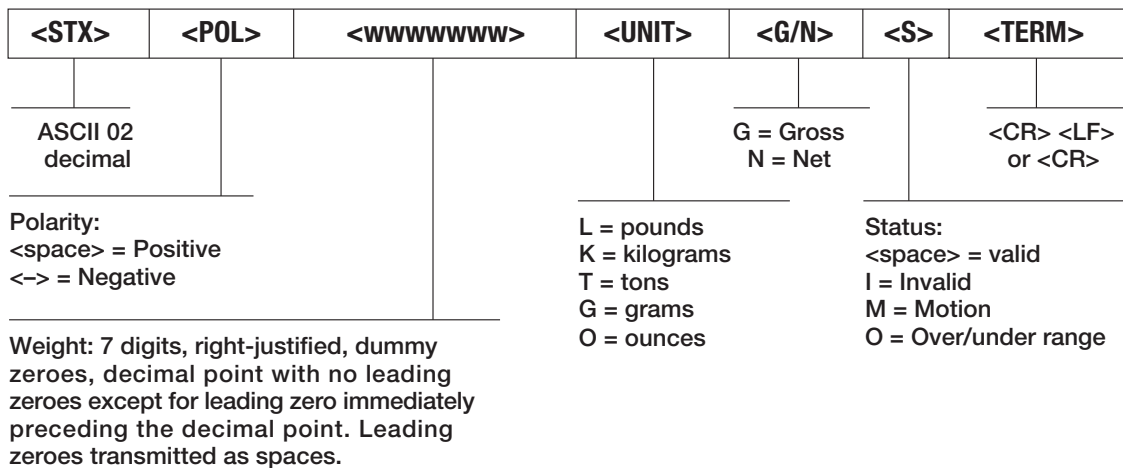 <STX> <POL> <wwwwwww> <UNIT> <G/N> <S> <TERM>
ASCII 02
decimal
G = Gross
N = Net
<CR> <LF>
or <CR>
Polarity:
<space> = Positive
<–> = Negative
L = pounds
K = kilograms
T = tons
G = grams
O = ounces
Status:
<space> = valid
I = Invalid
M = Motion
O = Over/under range
Weight: 7 digits, right-justified, dummy
zeroes, decimal point with no leading
zeroes except for leading zero immediately
preceding the decimal point. Leading
zeroes transmitted as spaces.